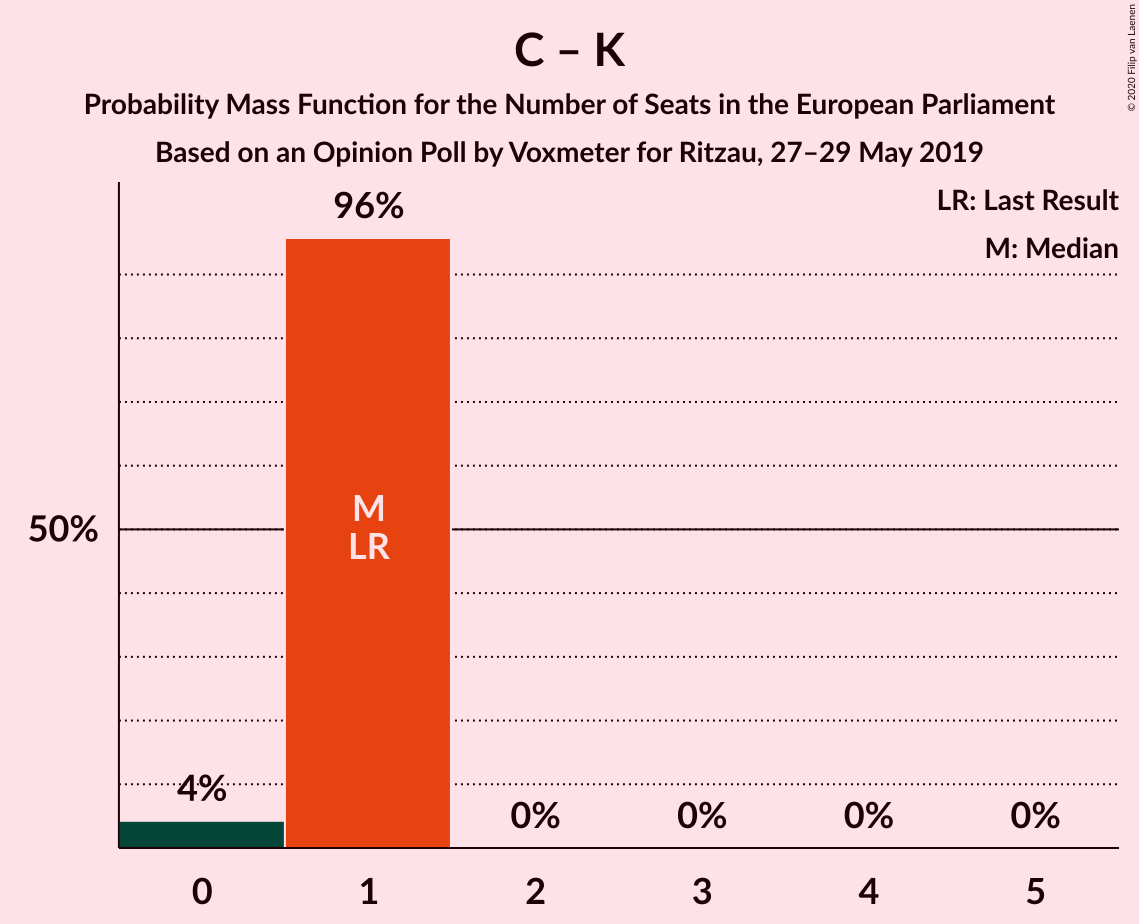 C – K
Probability Mass Function for the Number of Seats in the European Parliament
Based on an Opinion Poll by Voxmeter for Ritzau, 27–29 May 2019
© 2020 Filip van Laenen
LR: Last Result
M: Median
96%
M
LR
50%
4%
0%
0%
0%
0%
0
1
2
3
4
5